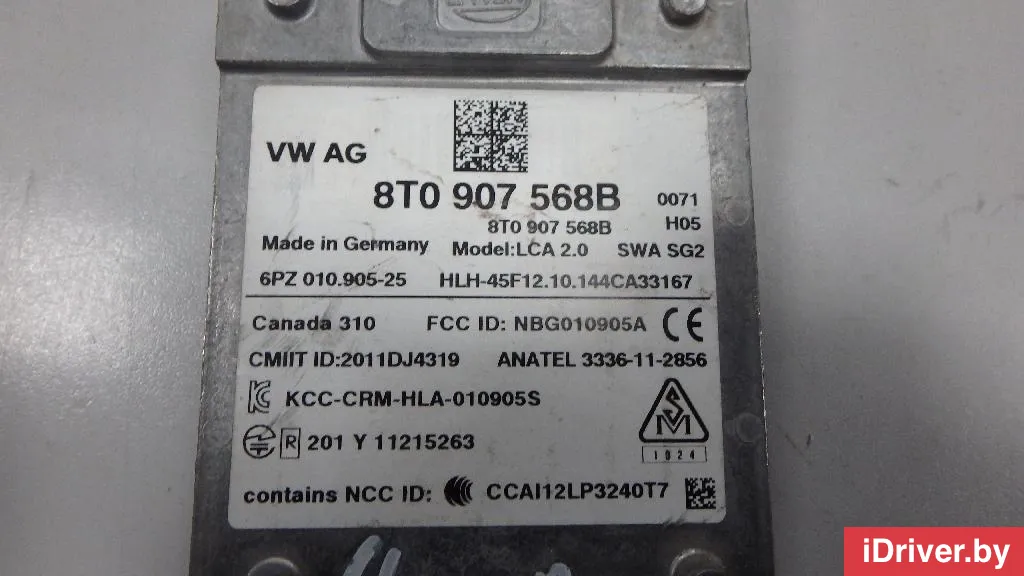 VW AG
8T0 907 568B 0071
8T0 907 568B H05
Made in Germany Model:LCA 2.0 SWA SG2
6PZ 010.905-25 HLH-45F12.10.144CA33167
Canada 310 FCC ID: NBG010905A CE
CMIIT ID:2011DJ4319 ANATEL 3336-11-2856
KCC-CRM-HLA-010905S
R 201 Y 11215263
SM
1024
contains NCC ID: CCAI12LP3240T7
iDriver.by